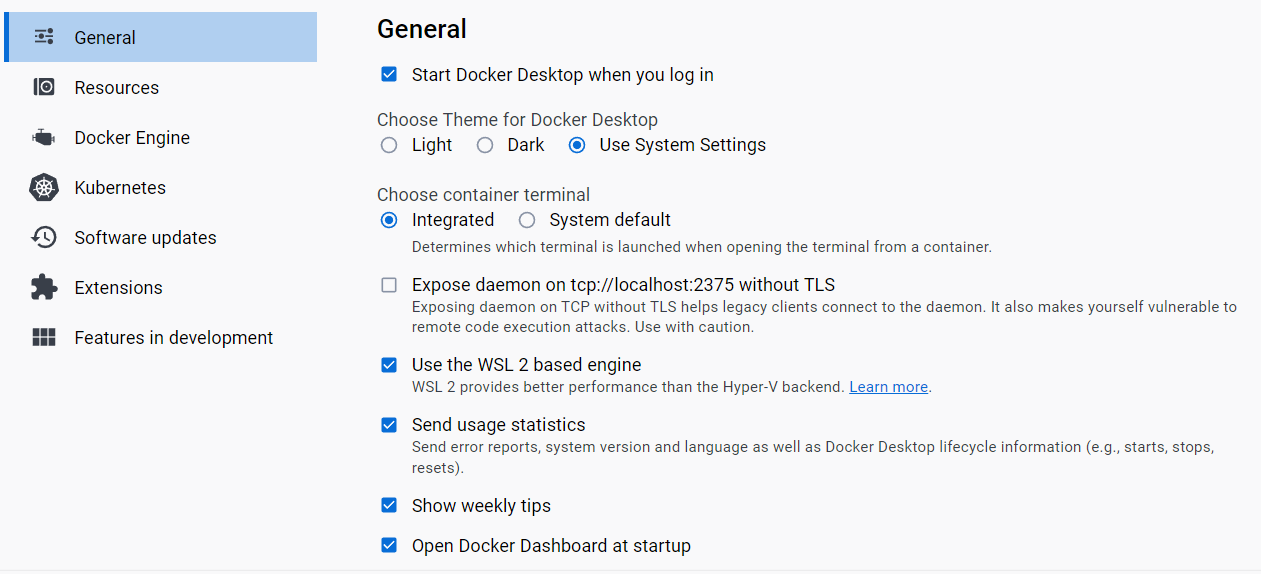 General
Resources
Docker Engine
Kubernetes
Software updates
Extensions
Features in development
General
Start Docker Desktop when you log in
Choose Theme for Docker Desktop
Light Dark Use System Settings
Choose container terminal
Integrated System default
Determines which terminal is launched when opening the terminal from a container.
Expose daemon on tcp://localhost:2375 without TLS
Exposing daemon on TCP without TLS helps legacy clients connect to the daemon. It also makes yourself vulnerable to
remote code execution attacks. Use with caution.
Use the WSL 2 based engine
WSL 2 provides better performance than the Hyper-V backend. Learn more.
Send usage statistics
Send error reports, system version and language as well as Docker Desktop lifecycle information (e.g., starts, stops,
resets).
Show weekly tips
Open Docker Dashboard at startup